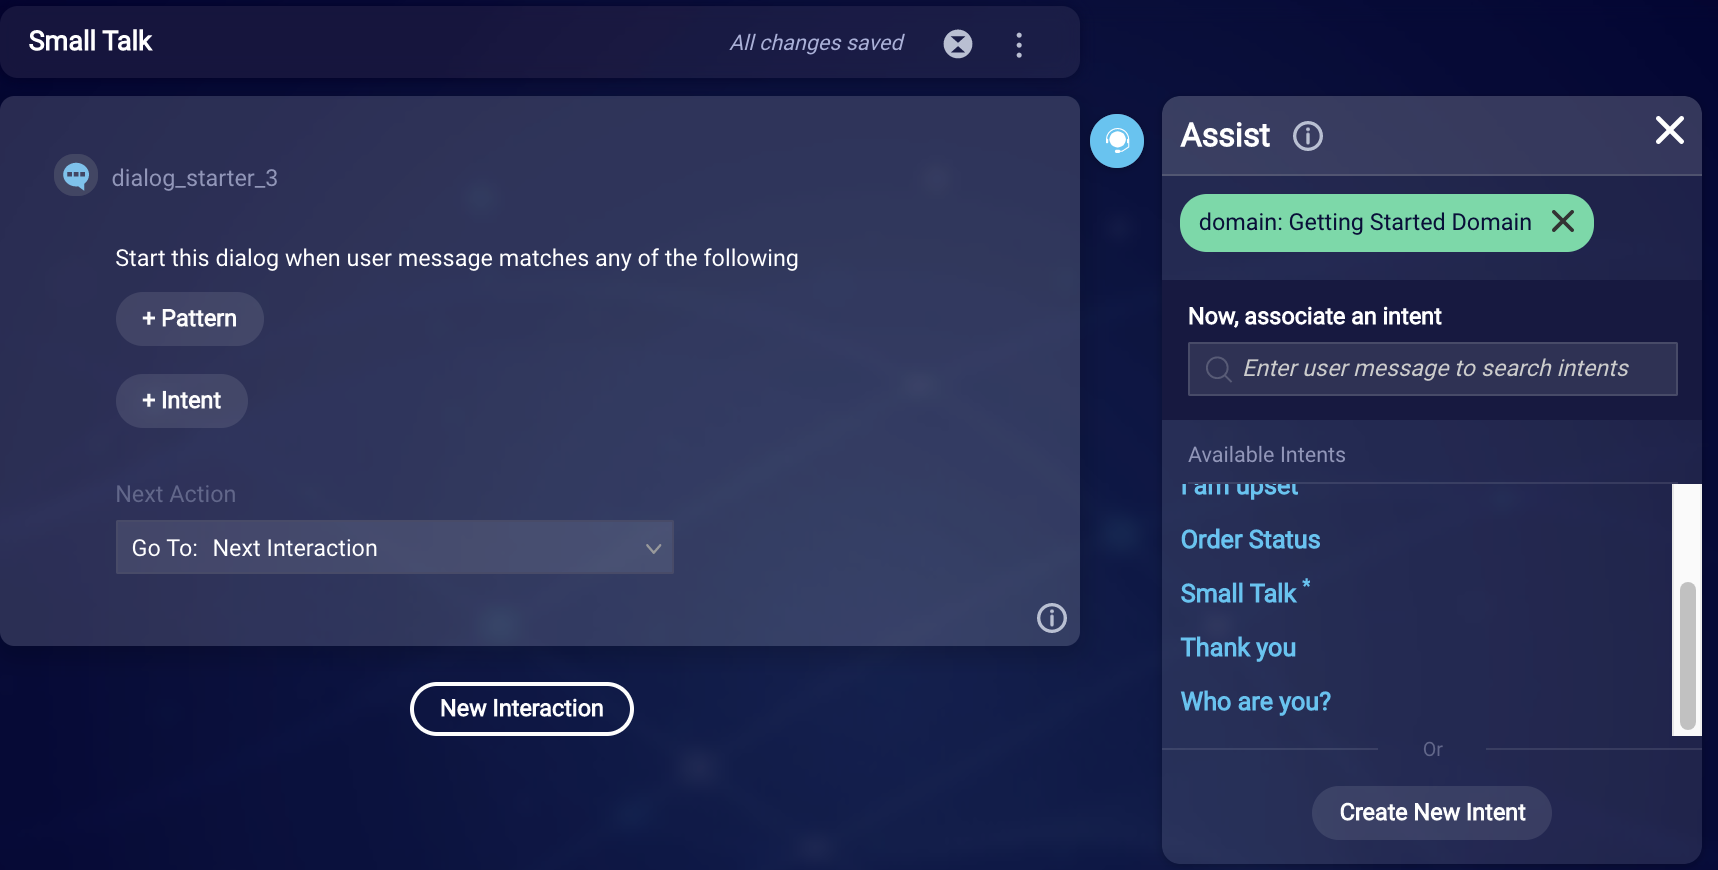 Small Talk
All changes saved
dialog_starter_3
Start this dialog when user message matches any of the following
+ Pattern
+ Intent
Next Action
Go To: Next Interaction
New Interaction
Assist
domain: Getting Started Domain
Now, associate an intent
Enter user message to search intents
Available Intents
I am upset
Order Status
Small Talk *
Thank you
Who are you?
Or
Create New Intent